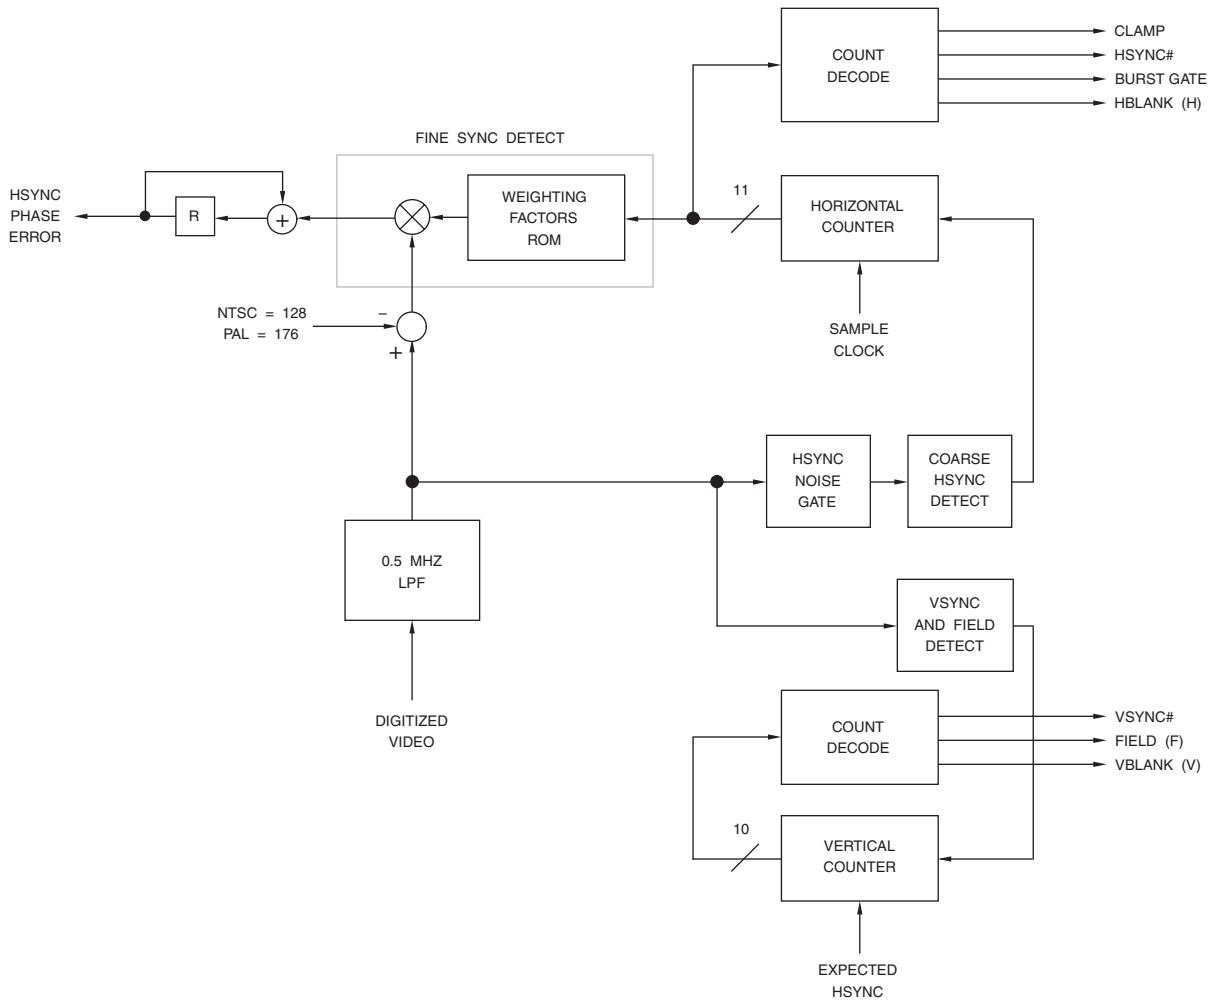 COUNT
DECODE
CLAMP
HSYNC#
BURST GATE
HBLANK (H)
FINE SYNC DETECT
HSYNC
PHASE
ERROR
R
+
WEIGHTING
FACTORS
ROM
11
HORIZONTAL
COUNTER
NTSC = 128
PAL = 176
–
+
SAMPLE
CLOCK
HSYNC
NOISE
GATE
COARSE
HSYNC
DETECT
0.5 MHZ
LPF
VSYNC
AND FIELD
DETECT
DIGITIZED
VIDEO
COUNT
DECODE
VSYNC#
FIELD (F)
VBLANK (V)
10
VERTICAL
COUNTER
EXPECTED
HSYNC